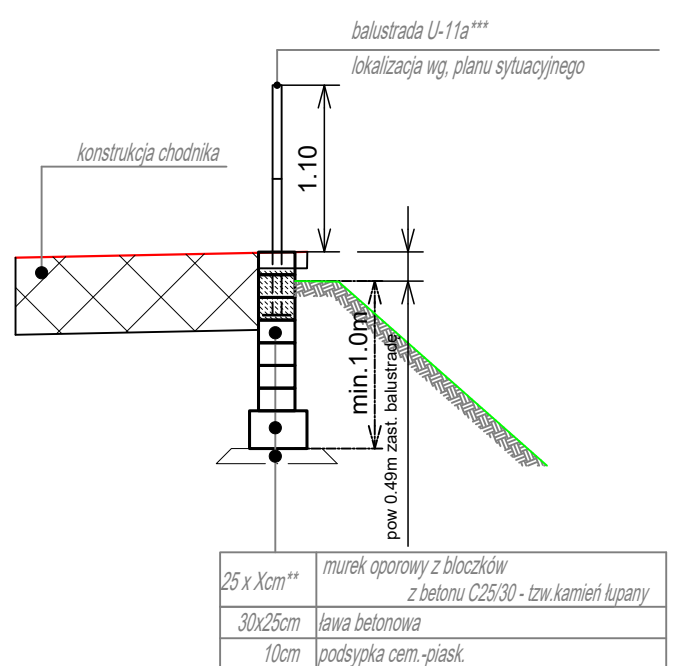 balustrada U-11a***
lokalizacja wg, planu sytuacyjnego
konstrukcja chodnika
1.10
min.1.0m
pow 0.49m zast. balustradę
25 x Xcm**
murek oporowy z bloczków
z betonu C25/30 - tzw.kamień łupany
30x25cm
ława betonowa
10cm
podsypka cem.-piask.